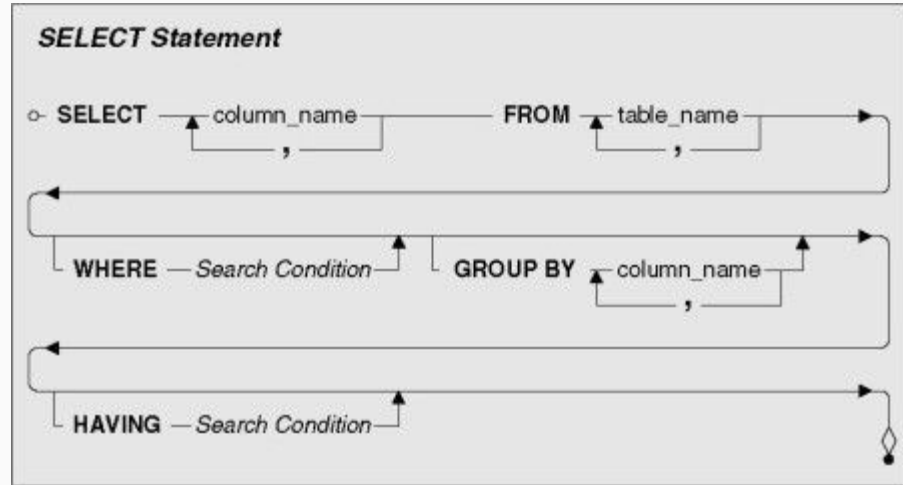 SELECT Statement
SELECT column_name FROM table_name
, ,
WHERE Search Condition GROUP BY column_name
,
HAVING Search Condition